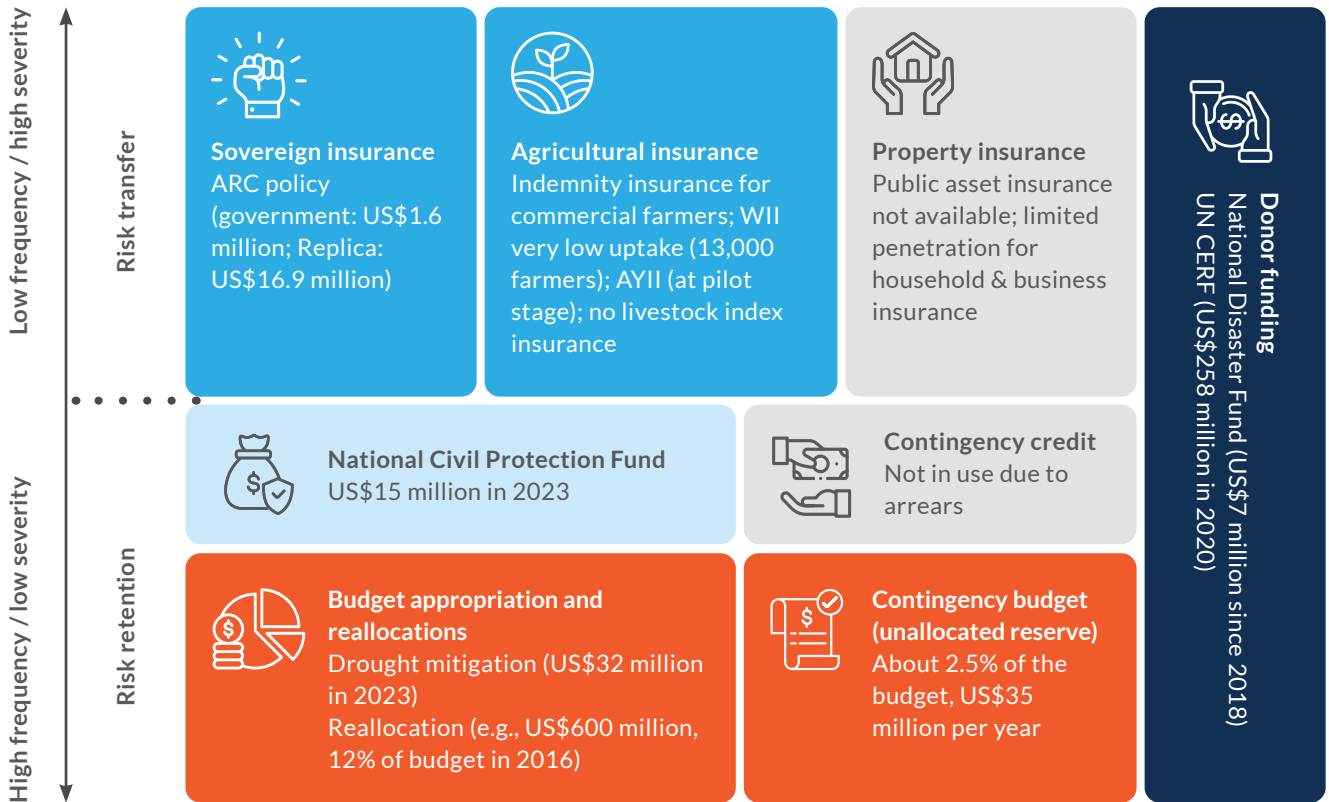 Low frequency / high severity
Risk transfer
Sovereign insurance
ARC policy
(government: US$1.6
million; Replica:
US$16.9 million)
Agricultural insurance
Indemnity insurance for
commercial farmers; WII
very low uptake (13,000
farmers); AYII (at pilot
stage); no livestock index
insurance
Property insurance
Public asset insurance
not available; limited
penetration for
household & business
insurance
Donor funding
National Disaster Fund (US$7 million since 2018)
UN CERF (US$258 million in 2020)
High frequency / low severity
Risk retention
National Civil Protection Fund
US$15 million in 2023
Contingency credit
Not in use due to
arrears
Budget appropriation and
reallocations
Drought mitigation (US$32 million
in 2023)
Reallocation (e.g., US$600 million,
12% of budget in 2016)
Contingency budget
(unallocated reserve)
About 2.5% of the
budget, US$35
million per year